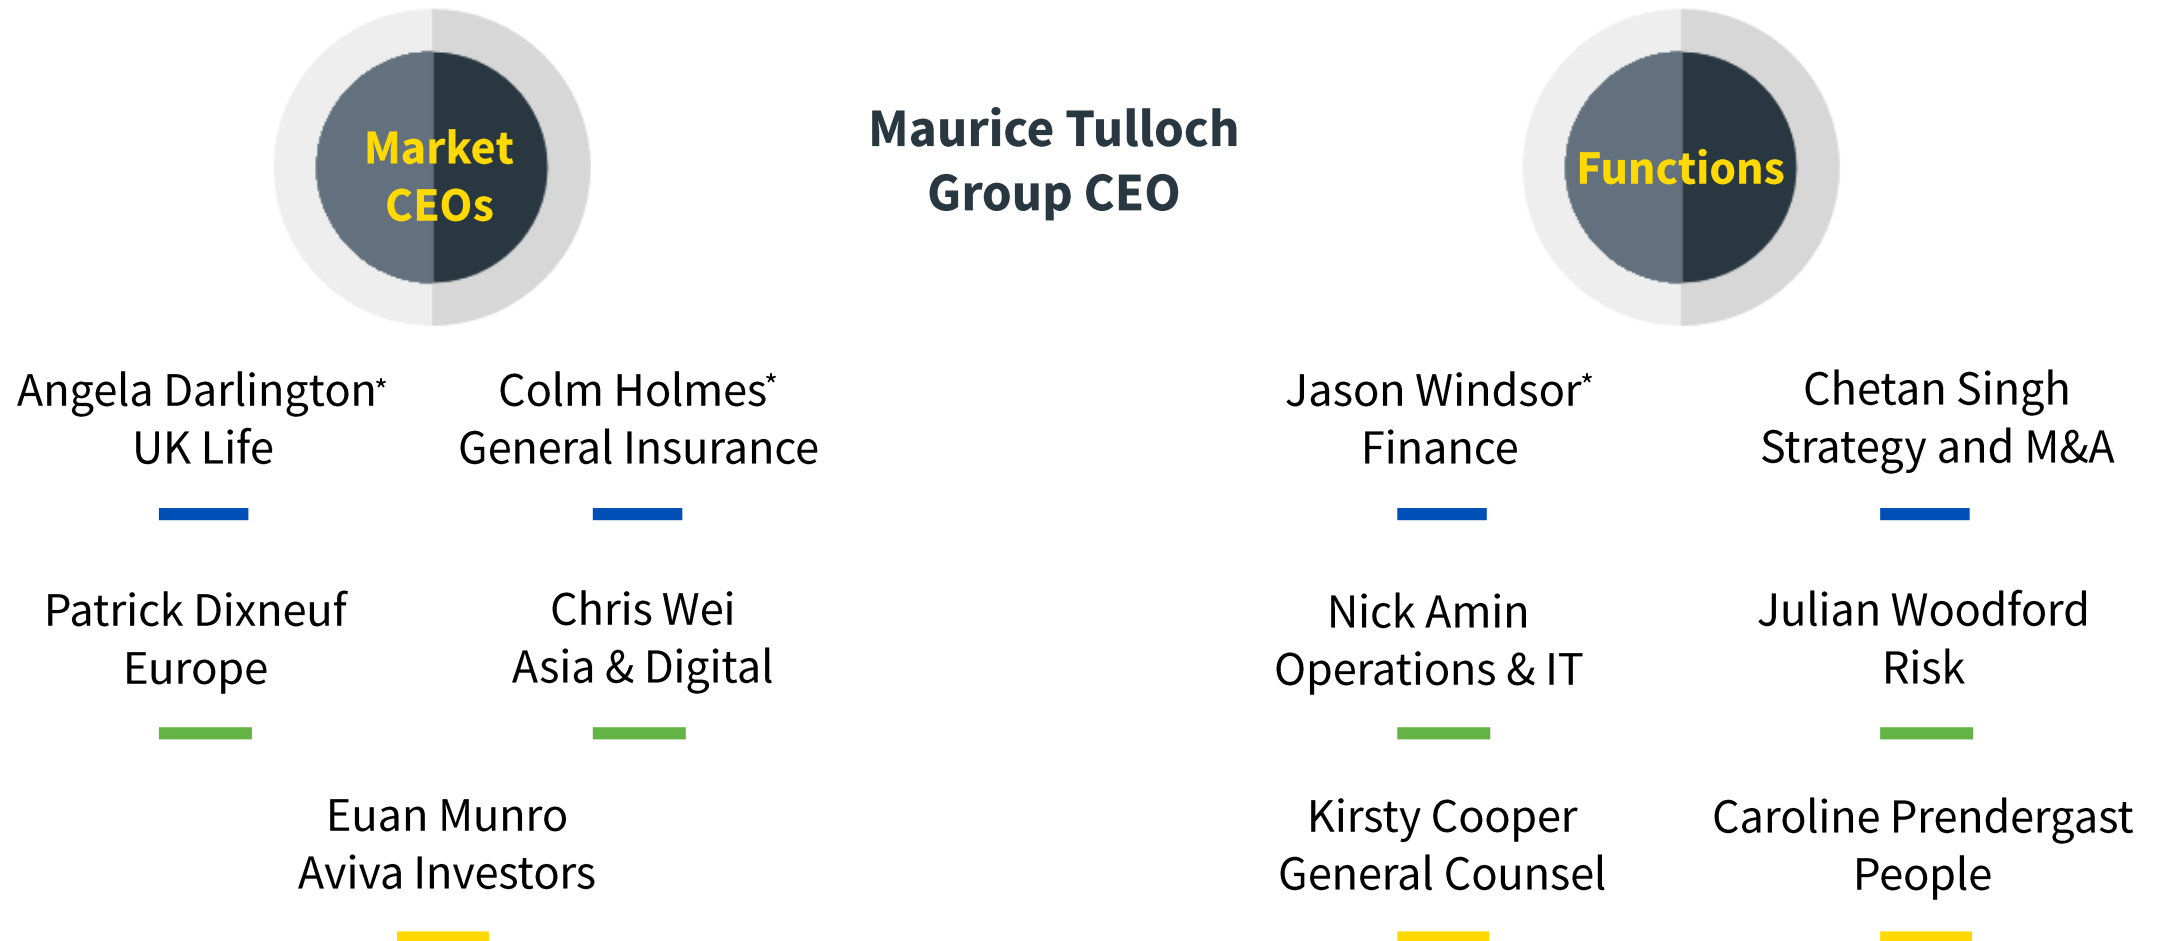 Market
CEOs
Maurice Tulloch
Group CEO
Functions
Angela Darlington*
UK Life
Colm Holmes*
General Insurance
Jason Windsor*
Finance
Chetan Singh
Strategy and M&A
Patrick Dixneuf
Europe
Chris Wei
Asia & Digital
Nick Amin
Operations & IT
Julian Woodford
Risk
Euan Munro
Aviva Investors
Kirsty Cooper
General Counsel
Caroline Prendergast
People